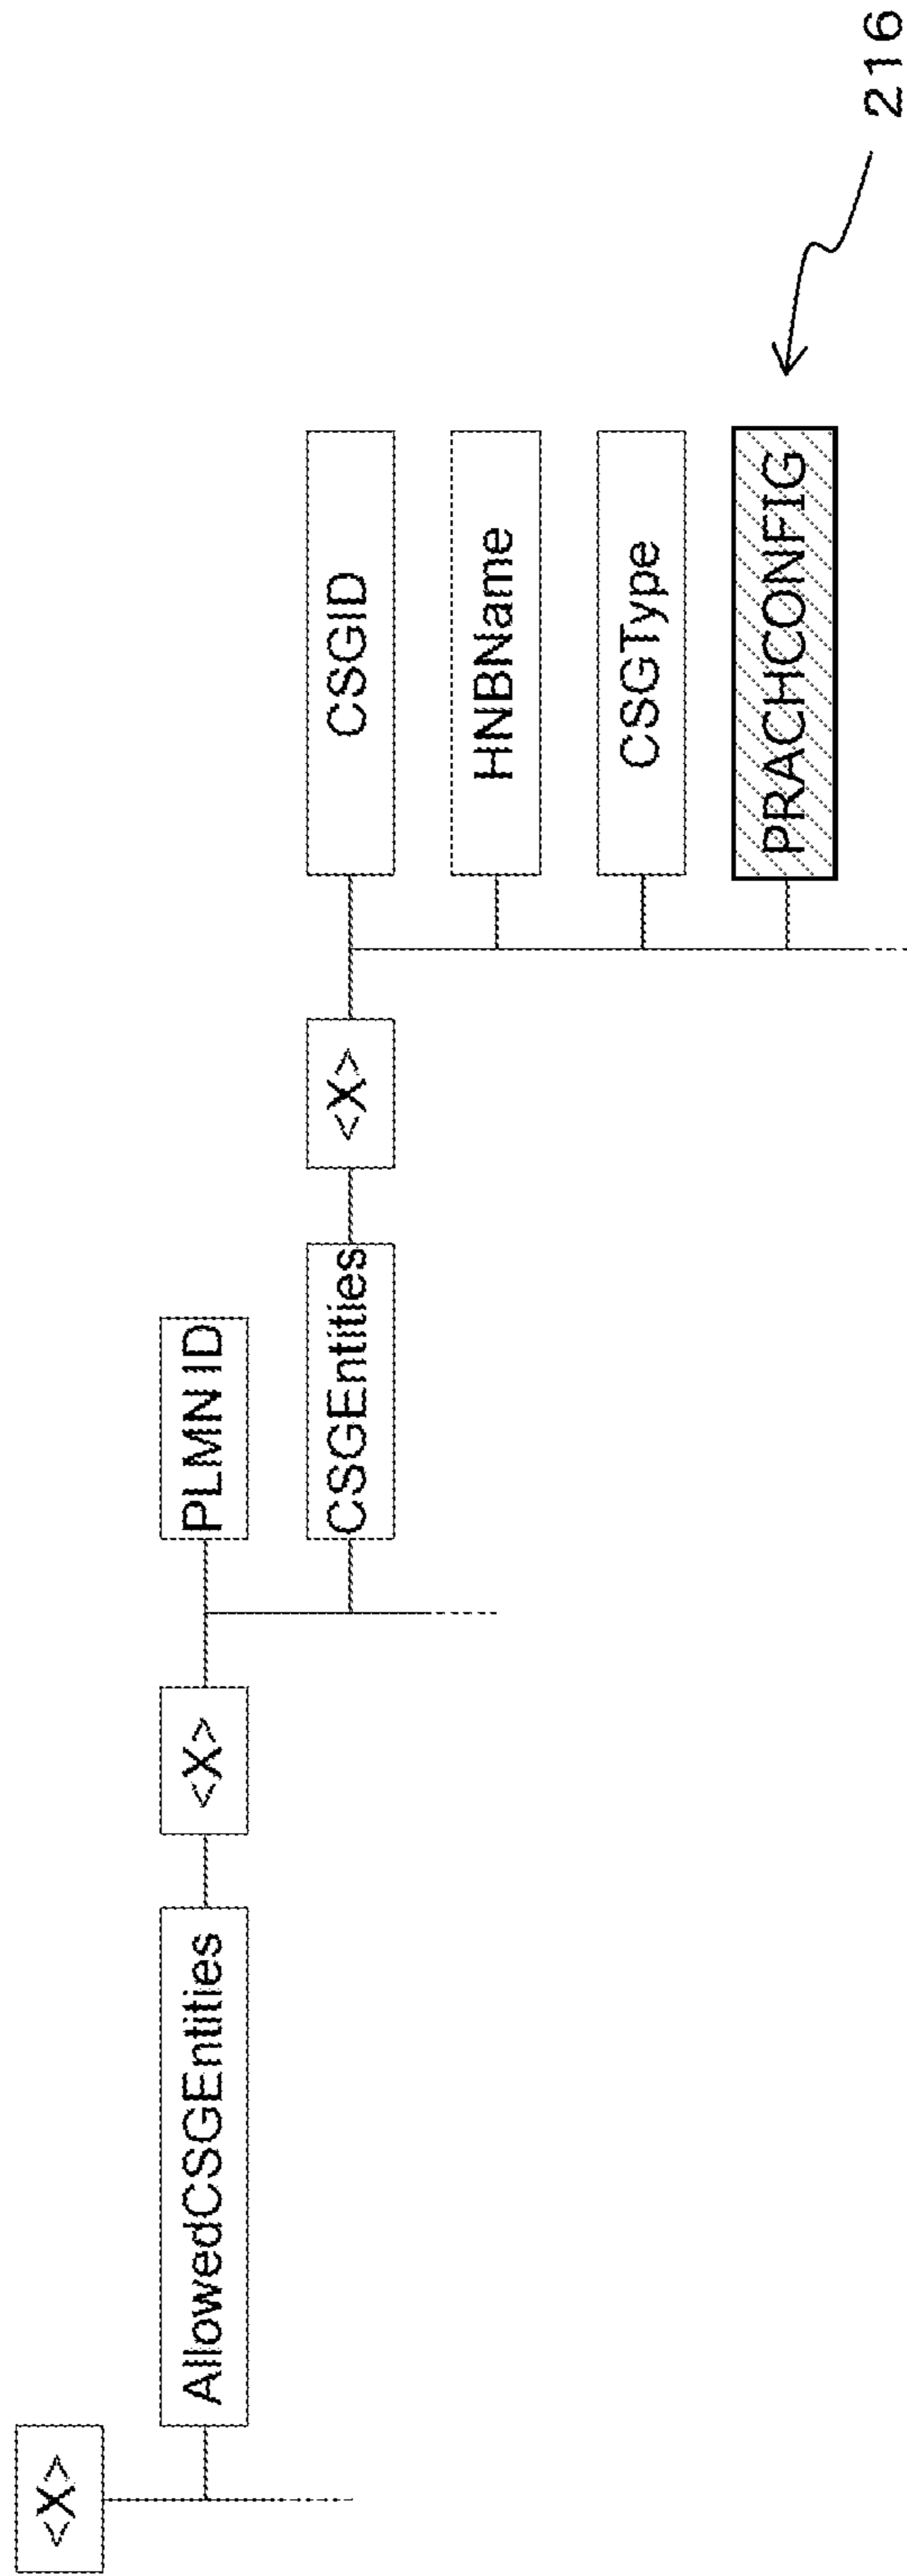 <X>
AllowedCSGEntities
<X>
PLMN ID
CSGEntities
<X>
CSGID
HNBName
CSGType
PRACHCONFIG
216